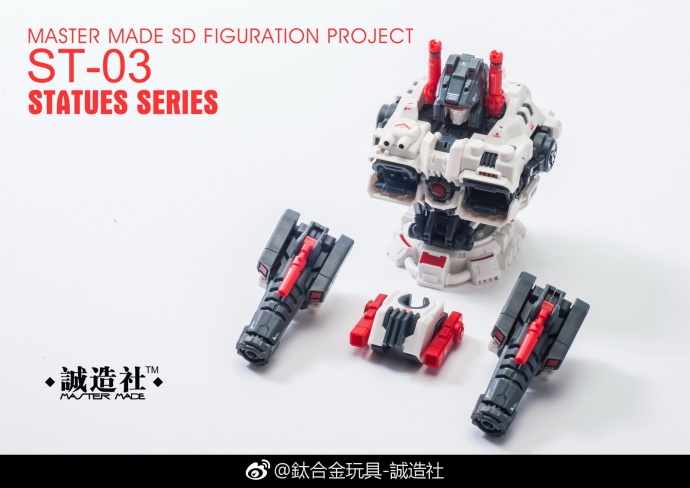 MASTER MADE SD FIGURATION PROJECT
ST-03
STATUES SERIES
誠造社™
MASTER MADE
@鈦合金玩具-誠造社